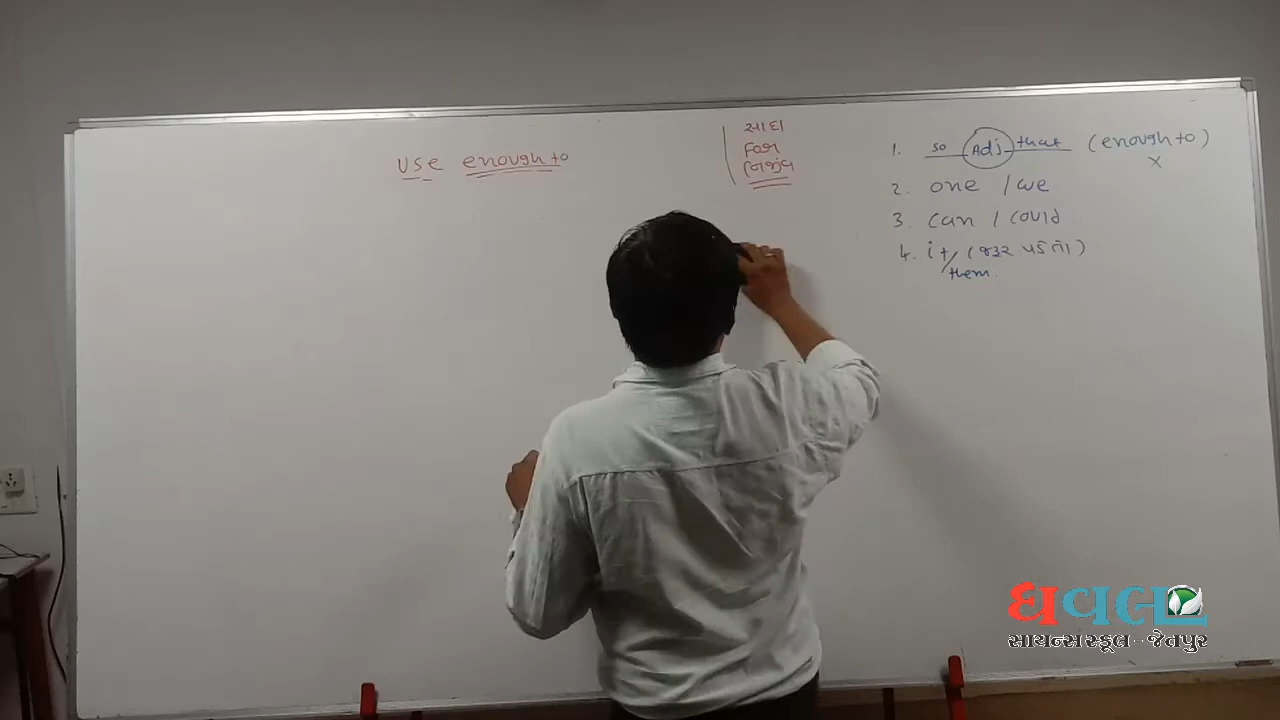 Use enough to
સાદા
For
નિર્જીવ
1. so Adj that (enough to)
x
2. one / we
3. can / could
4. it / (જરૂર પડે તો)
them.
ધવલ
સાયન્સ સ્કૂલ - જેતપુર